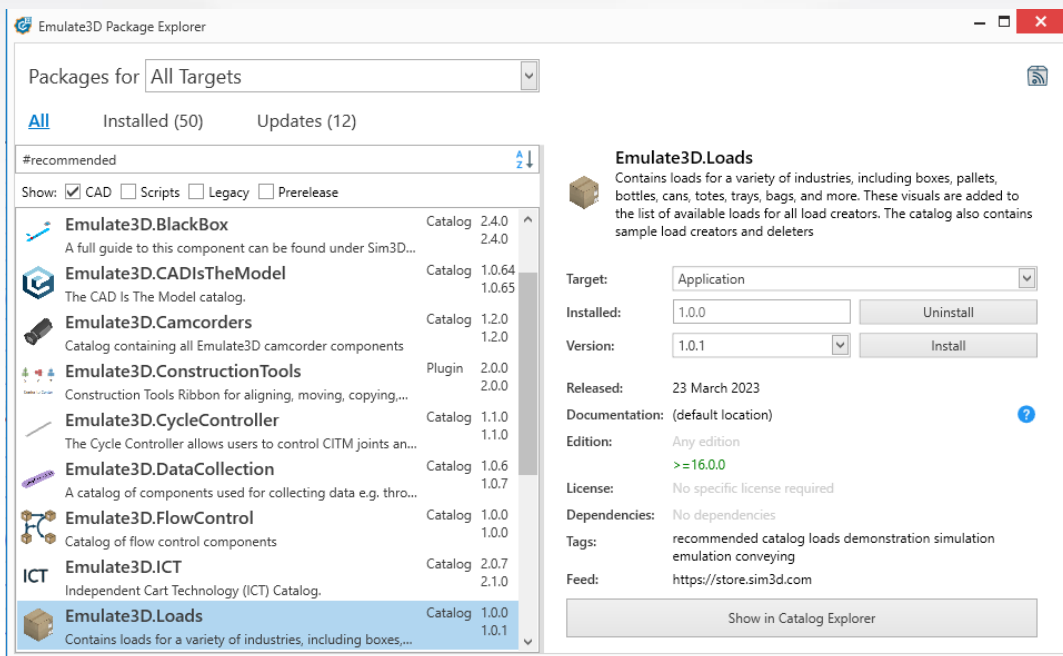 Emulate3D Package Explorer
Packages for All Targets
All Installed (50) Updates (12)
#recommended
Show: CAD Scripts Legacy Prerelease
Emulate3D.BlackBox Catalog 2.4.0
2.4.0
A full guide to this component can be found under Sim3D...
Emulate3D.CADIsTheModel Catalog 1.0.64
1.0.65
The CAD Is The Model catalog.
Emulate3D.Camcorders Catalog 1.2.0
1.2.0
Catalog containing all Emulate3D camcorder components
Emulate3D.ConstructionTools Plugin 2.0.0
2.0.0
Construction Tools Ribbon for aligning, moving, copying,...
Emulate3D.CycleController Catalog 1.1.0
1.1.0
The Cycle Controller allows users to control CITM joints an...
Emulate3D.DataCollection Catalog 1.0.6
1.0.7
A catalog of components used for collecting data e.g. thro...
Emulate3D.FlowControl Catalog 1.0.0
1.0.0
Catalog of flow control components
ICT Emulate3D.ICT Catalog 2.0.7
2.1.0
Independent Cart Technology (ICT) Catalog.
Emulate3D.Loads Catalog 1.0.0
1.0.1
Contains loads for a variety of industries, including boxes,...
Emulate3D.Loads
Contains loads for a variety of industries, including boxes, pallets,
bottles, cans, totes, trays, bags, and more. These visuals are added to
the list of available loads for all load creators. The catalog also contains
sample load creators and deleters
Target: Application
Installed: 1.0.0 Uninstall
Version: 1.0.1 Install
Released: 23 March 2023
Documentation: (default location)
Edition: Any edition
>=16.0.0
License: No specific license required
Dependencies: No dependencies
Tags: recommended catalog loads demonstration simulation
emulation conveying
Feed: https://store.sim3d.com
Show in Catalog Explorer